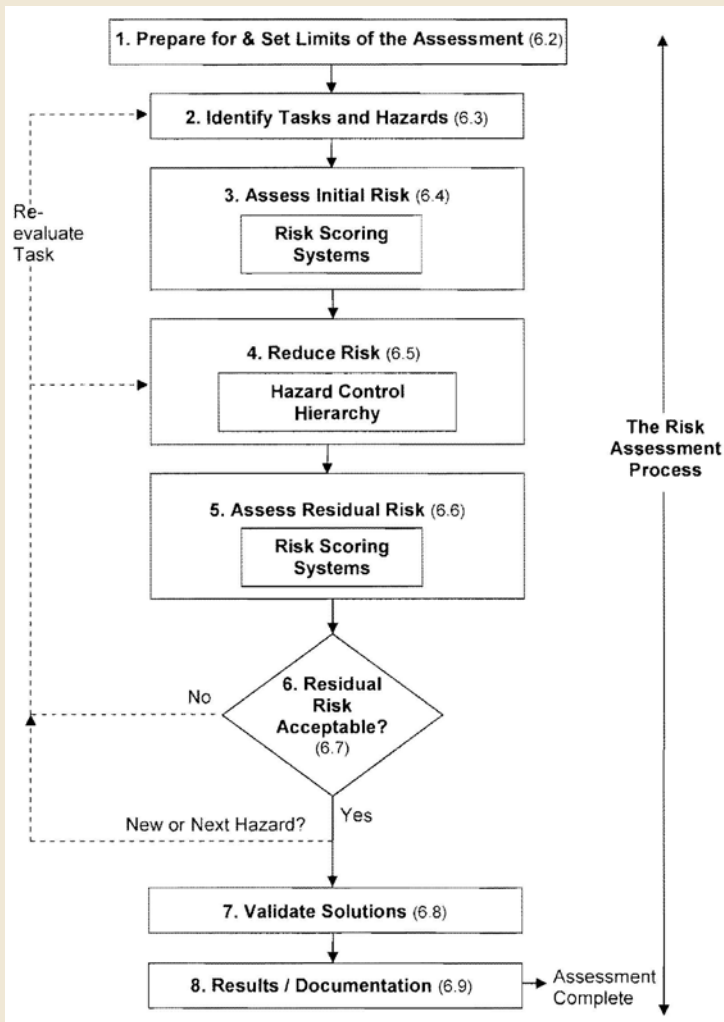 1. Prepare for & Set Limits of the Assessment (6.2)
2. Identify Tasks and Hazards (6.3)
3. Assess Initial Risk (6.4)
Risk Scoring
Systems
Re-
evaluate
Task
4. Reduce Risk (6.5)
Hazard Control
Hierarchy
The Risk
Assessment
Process
5. Assess Residual Risk (6.6)
Risk Scoring
Systems
6. Residual
Risk
Acceptable?
(6.7)
No
Yes
New or Next Hazard?
7. Validate Solutions (6.8)
8. Results / Documentation (6.9)
Assessment
Complete